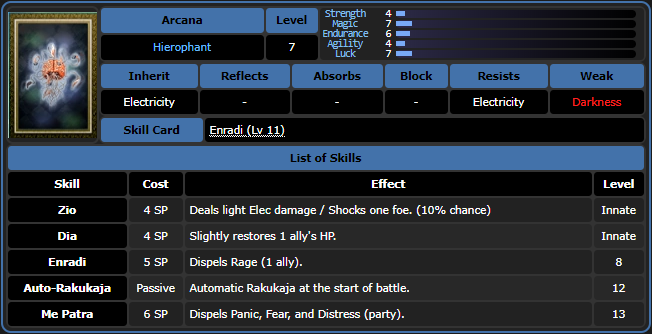 Arcana Level
Hierophant 7
Strength 4
Magic 7
Endurance 6
Agility 4
Luck 7
Inherit Reflects Absorbs Block Resists Weak
Electricity - - - Electricity Darkness
Skill Card Enradi (Lv 11)
List of Skills
Skill Cost Effect Level
Zio 4 SP Deals light Elec damage / Shocks one foe. (10% chance) Innate
Dia 4 SP Slightly restores 1 ally's HP. Innate
Enradi 5 SP Dispels Rage (1 ally). 8
Auto-Rakukaja Passive Automatic Rakukaja at the start of battle. 12
Me Patra 6 SP Dispels Panic, Fear, and Distress (party). 13